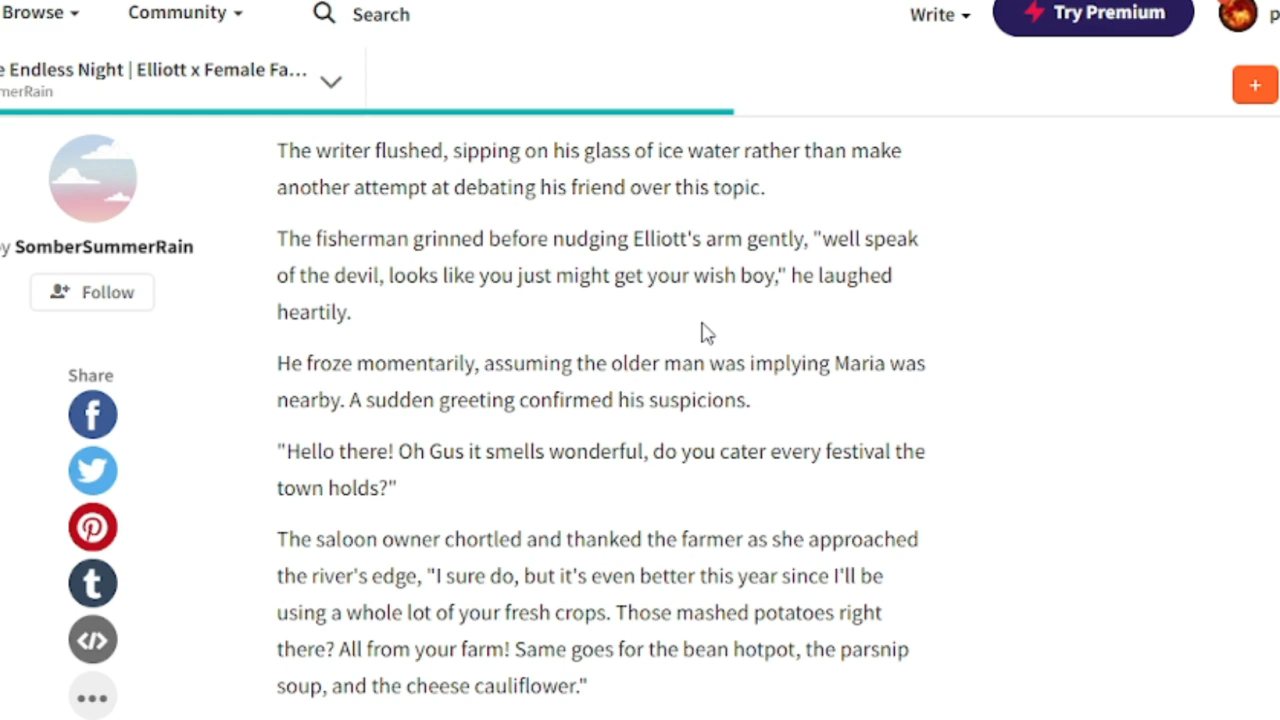 Browse
Community
Search
Write
Try Premium
p
e Endless Night | Elliott x Female Fa...
merRain
+
y SomberSummerRain
Follow
Share
The writer flushed, sipping on his glass of ice water rather than make
another attempt at debating his friend over this topic.
The fisherman grinned before nudging Elliott's arm gently, "well speak
of the devil, looks like you just might get your wish boy," he laughed
heartily.
He froze momentarily, assuming the older man was implying Maria was
nearby. A sudden greeting confirmed his suspicions.
"Hello there! Oh Gus it smells wonderful, do you cater every festival the
town holds?"
The saloon owner chortled and thanked the farmer as she approached
the river's edge, "I sure do, but it's even better this year since I'll be
using a whole lot of your fresh crops. Those mashed potatoes right
there? All from your farm! Same goes for the bean hotpot, the parsnip
soup, and the cheese cauliflower."